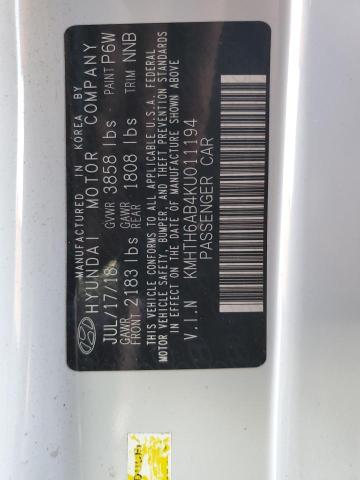 MANUFACTURED IN KOREA BY
HYUNDAI MOTOR COMPANY
JUL/17/18 GVWR 3858 lbs PAINT P6W
GAWR FRONT 2183 lbs GAWR REAR 1808 lbs TRIM NNB
THIS VEHICLE CONFORMS TO ALL APPLICABLE U.S.A. FEDERAL
MOTOR VEHICLE SAFETY, BUMPER, AND THEFT PREVENTION STANDARDS
IN EFFECT ON THE DATE OF MANUFACTURE SHOWN ABOVE
V.I.N KMHTH6AB4KU011194
PASSENGER CAR